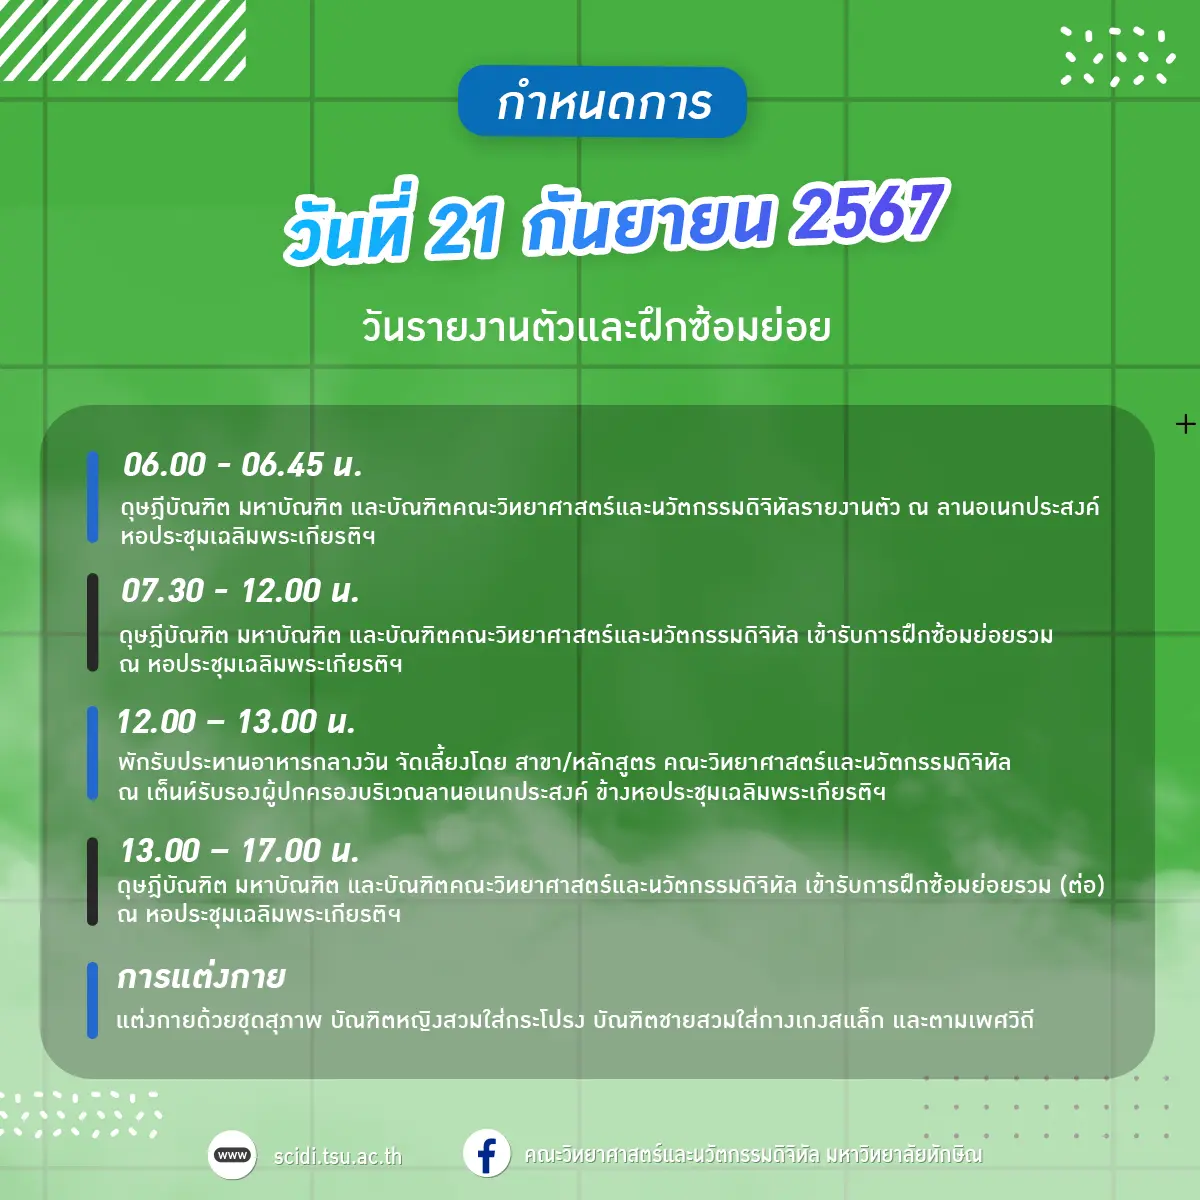 กำหนดการ
วันที่ 21 กันยายน 2567
วันรายงานตัวและฝึกซ้อมย่อย
06.00 - 06.45 น.
ดุษฎีบัณฑิต มหาบัณฑิต และบัณฑิตคณะวิทยาศาสตร์และนวัตกรรมดิจิทัลรายงานตัว ณ ลานอเนกประสงค์
หอประชุมเฉลิมพระเกียรติฯ
07.30 - 12.00 น.
ดุษฎีบัณฑิต มหาบัณฑิต และบัณฑิตคณะวิทยาศาสตร์และนวัตกรรมดิจิทัล เข้ารับการฝึกซ้อมย่อยรวม
ณ หอประชุมเฉลิมพระเกียรติฯ
12.00 – 13.00 น.
พักรับประทานอาหารกลางวัน จัดเลี้ยงโดย สาขา/หลักสูตร คณะวิทยาศาสตร์และนวัตกรรมดิจิทัล
ณ เต็นท์รับรองผู้ปกครองบริเวณลานอเนกประสงค์ ข้างหอประชุมเฉลิมพระเกียรติฯ
13.00 – 17.00 น.
ดุษฎีบัณฑิต มหาบัณฑิต และบัณฑิตคณะวิทยาศาสตร์และนวัตกรรมดิจิทัล เข้ารับการฝึกซ้อมย่อยรวม (ต่อ)
ณ หอประชุมเฉลิมพระเกียรติฯ
การแต่งกาย
แต่งกายด้วยชุดสุภาพ บัณฑิตหญิงสวมใส่กระโปรง บัณฑิตชายสวมใส่กางเกงสแล็ก และตามเพศวิถี
www scidi.tsu.ac.th f คณะวิทยาศาสตร์และนวัตกรรมดิจิทัล มหาวิทยาลัยทักษิณ